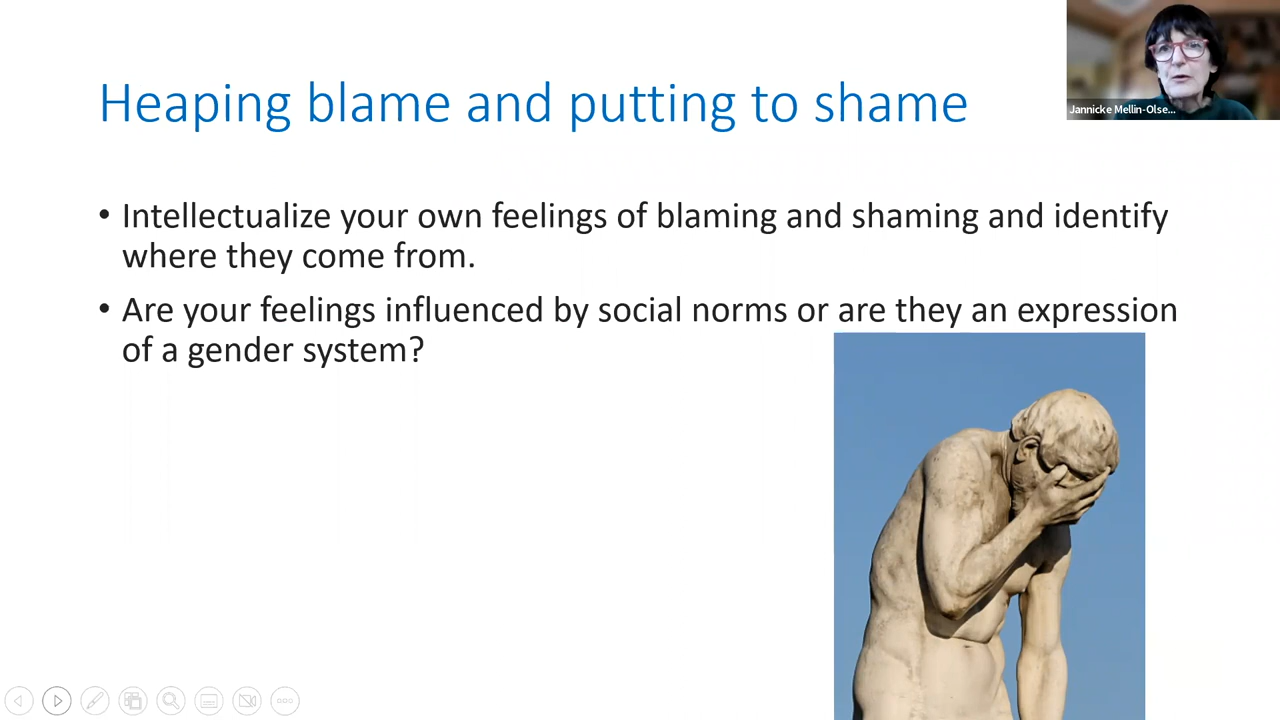 Heaping blame and putting to shame
Jannicke Mellin-Olse...
• Intellectualize your own feelings of blaming and shaming and identify
where they come from.
• Are your feelings influenced by social norms or are they an expression
of a gender system?